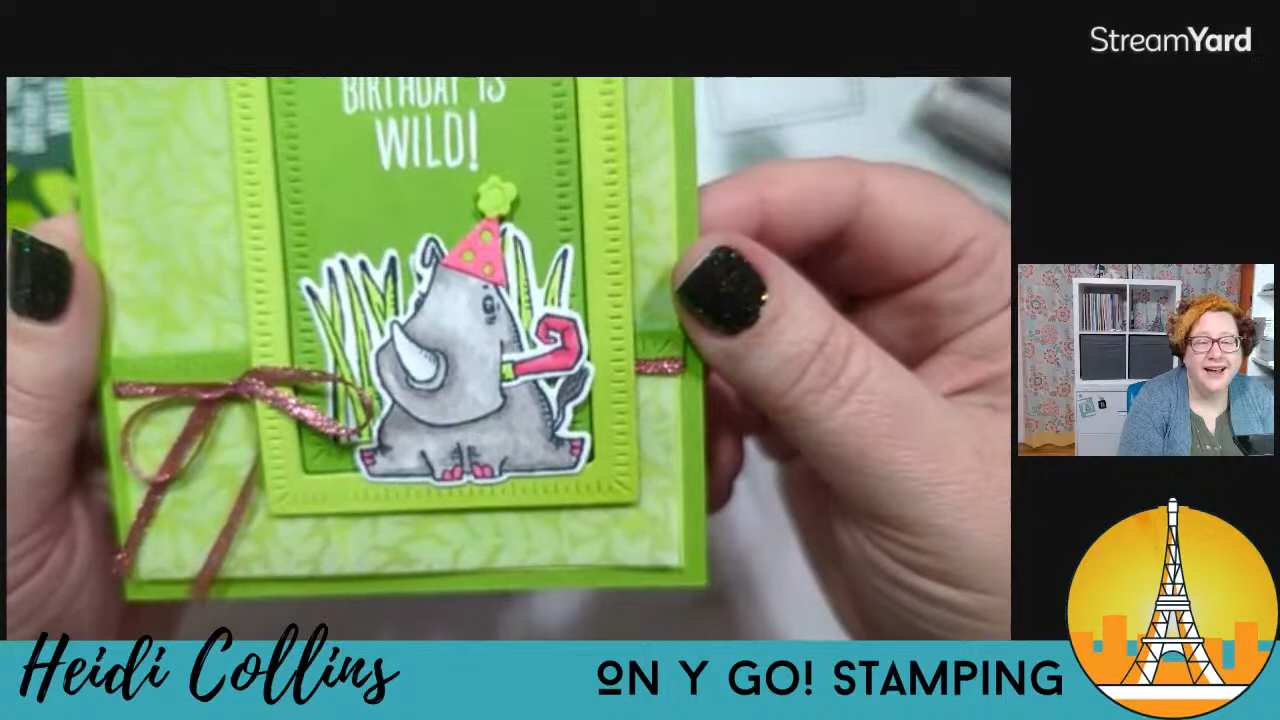 StreamYard
BIRTHDAY IS
WILD!
Heidi Collins
ON Y GO! STAMPING